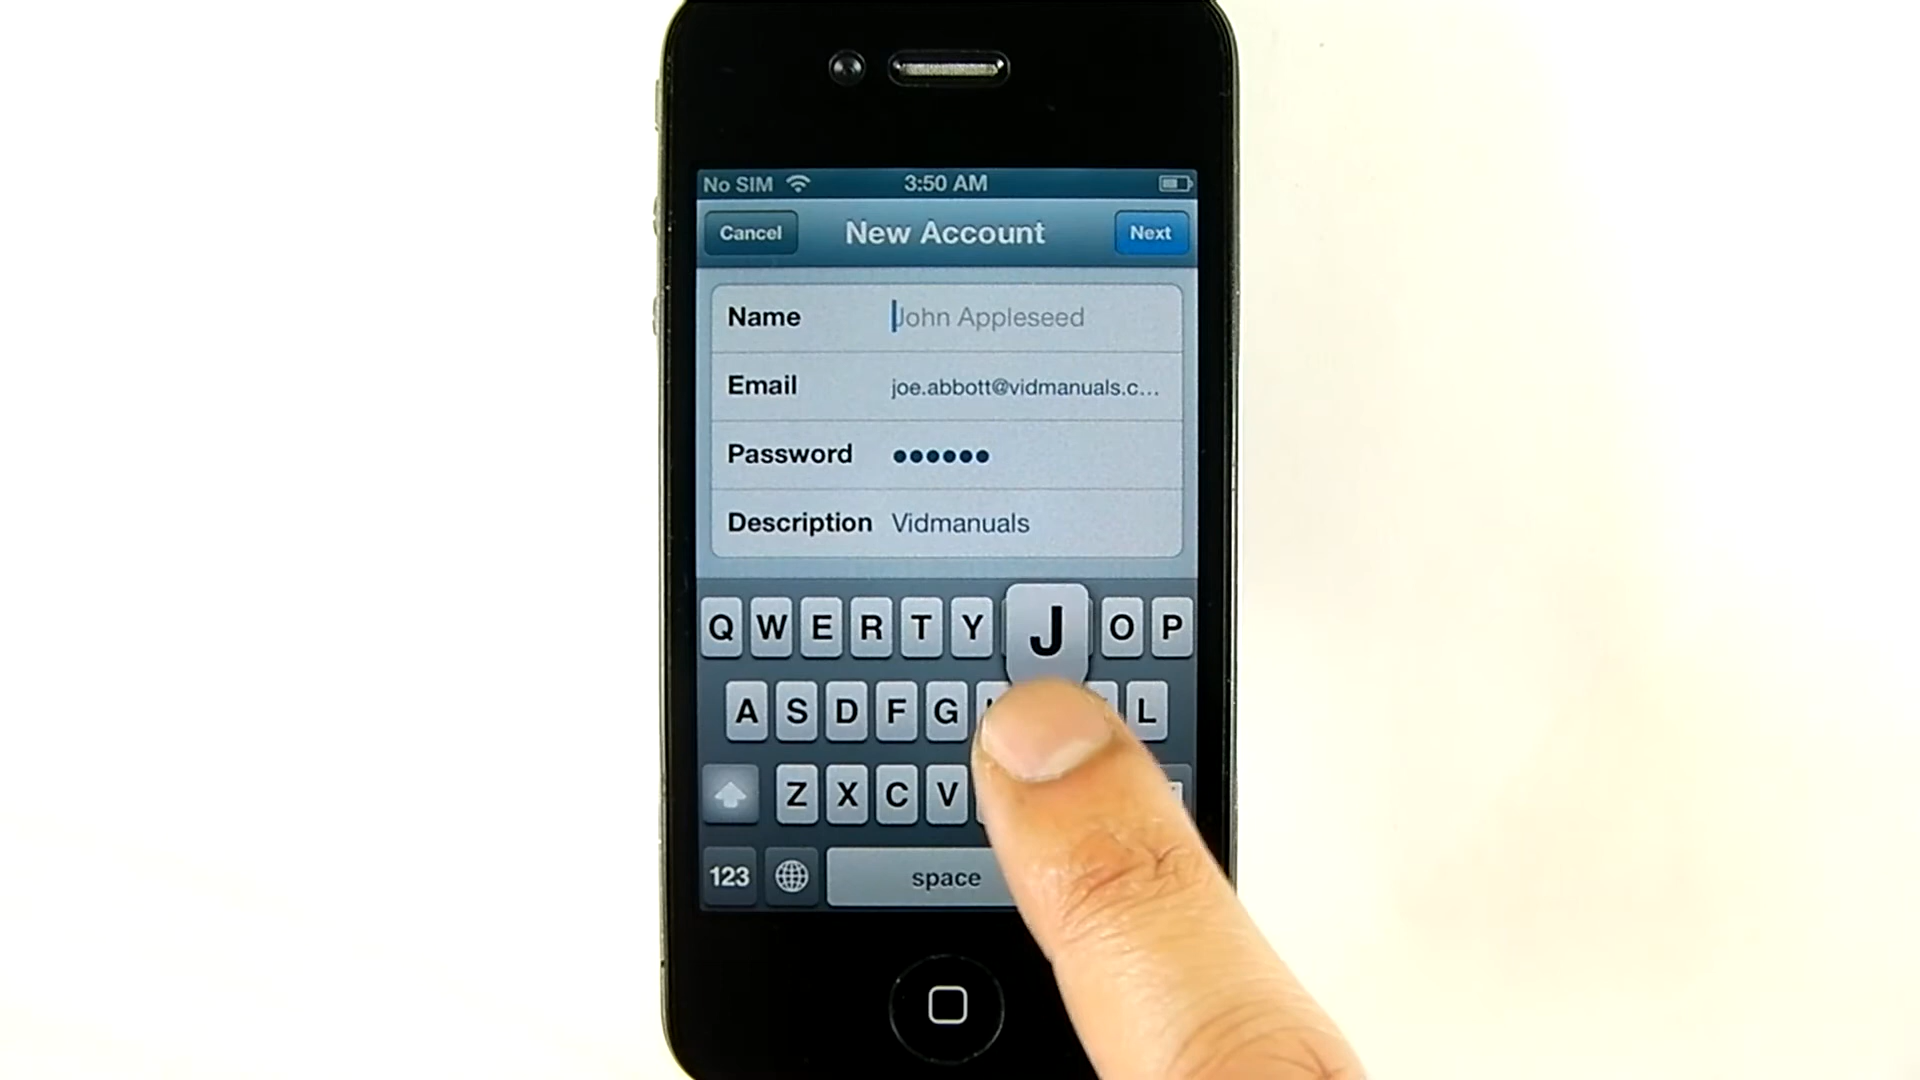 No SIM 3:50 AM
Cancel New Account Next
Name John Appleseed
Email joe.abbott@vidmanuals.c...
Password ••••••
Description Vidmanuals
Q W E R T Y J O P
A S D F G L
Z X C V
123 space